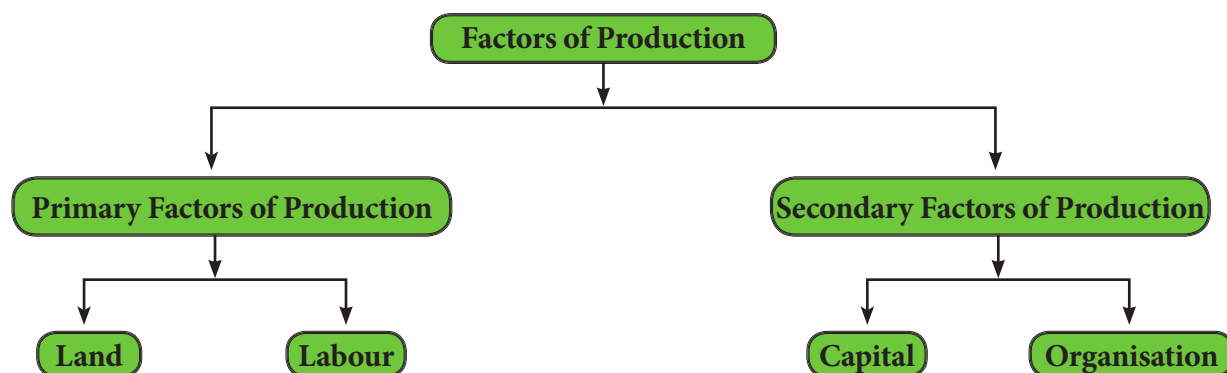 Factors of Production
Primary Factors of Production
Secondary Factors of Production
Land
Labour
Capital
Organisation